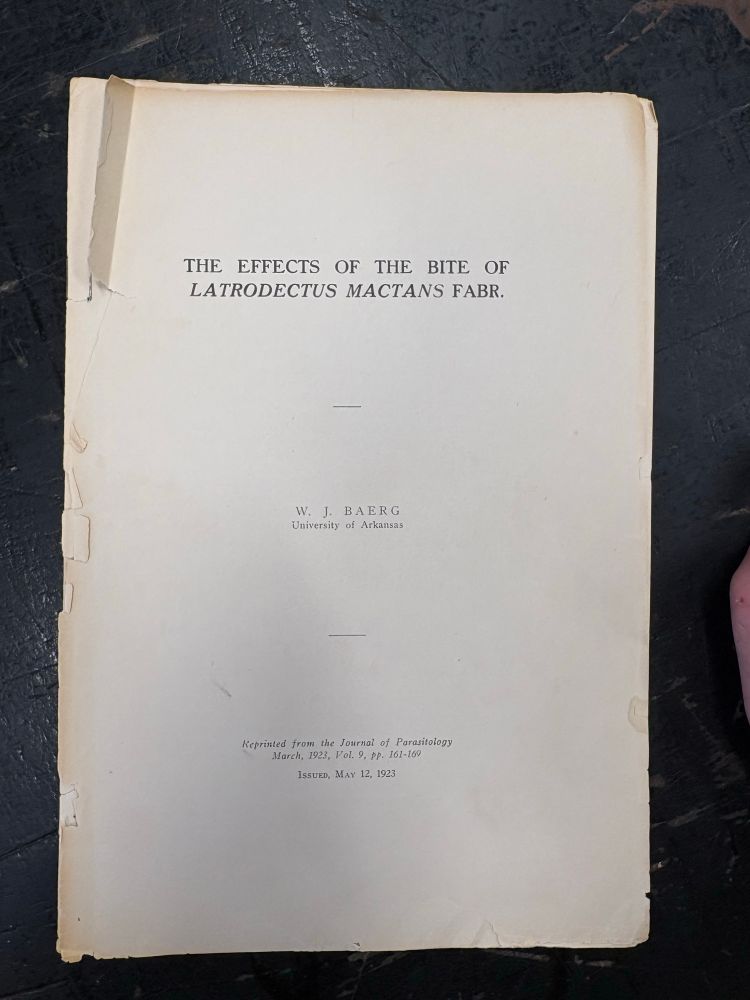 THE EFFECTS OF THE BITE OF
LATRODECTUS MACTANS FABR.
W. J. BAERG
University of Arkansas
Reprinted from the Journal of Parasitology
March, 1923, Vol. 9, pp. 161-169
Issued, May 12, 1923